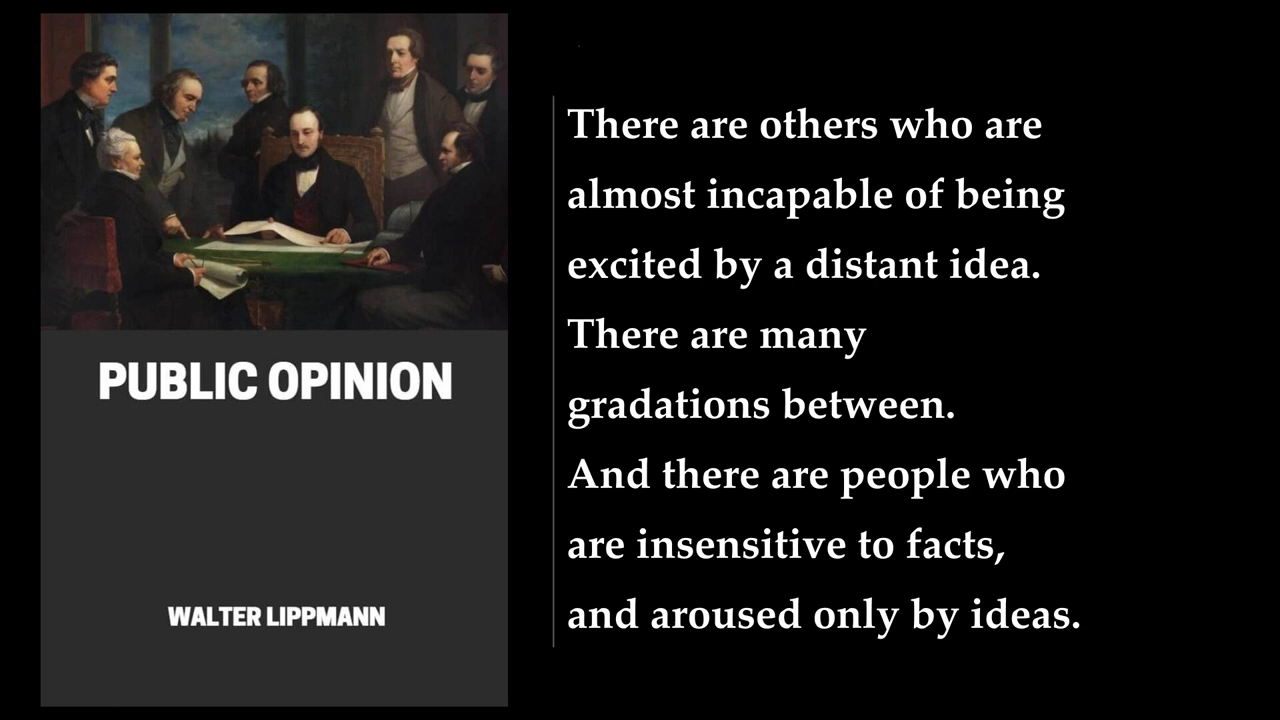 PUBLIC OPINION
WALTER LIPPMANN
There are others who are
almost incapable of being
excited by a distant idea.
There are many
gradations between.
And there are people who
are insensitive to facts,
and aroused only by ideas.